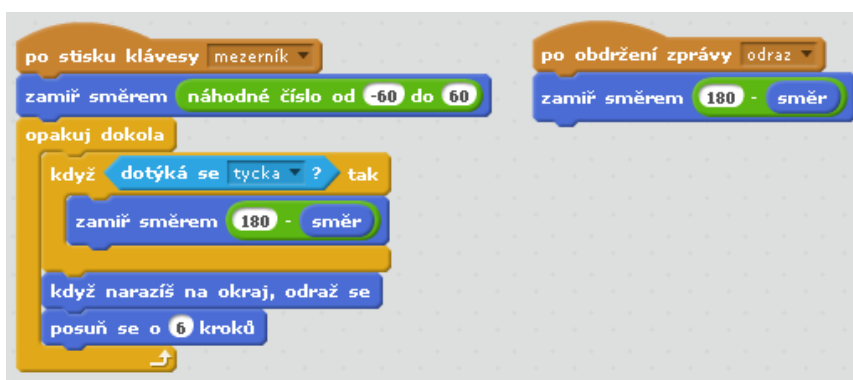 po stisku klávesy mezerník
zamiř směrem náhodné číslo od -60 do 60
opakuj dokola
když dotýká se tycka ? tak
zamiř směrem 180 - směr
když narazíš na okraj, odraž se
posuň se o 6 kroků
po obdržení zprávy odraz
zamiř směrem 180 - směr